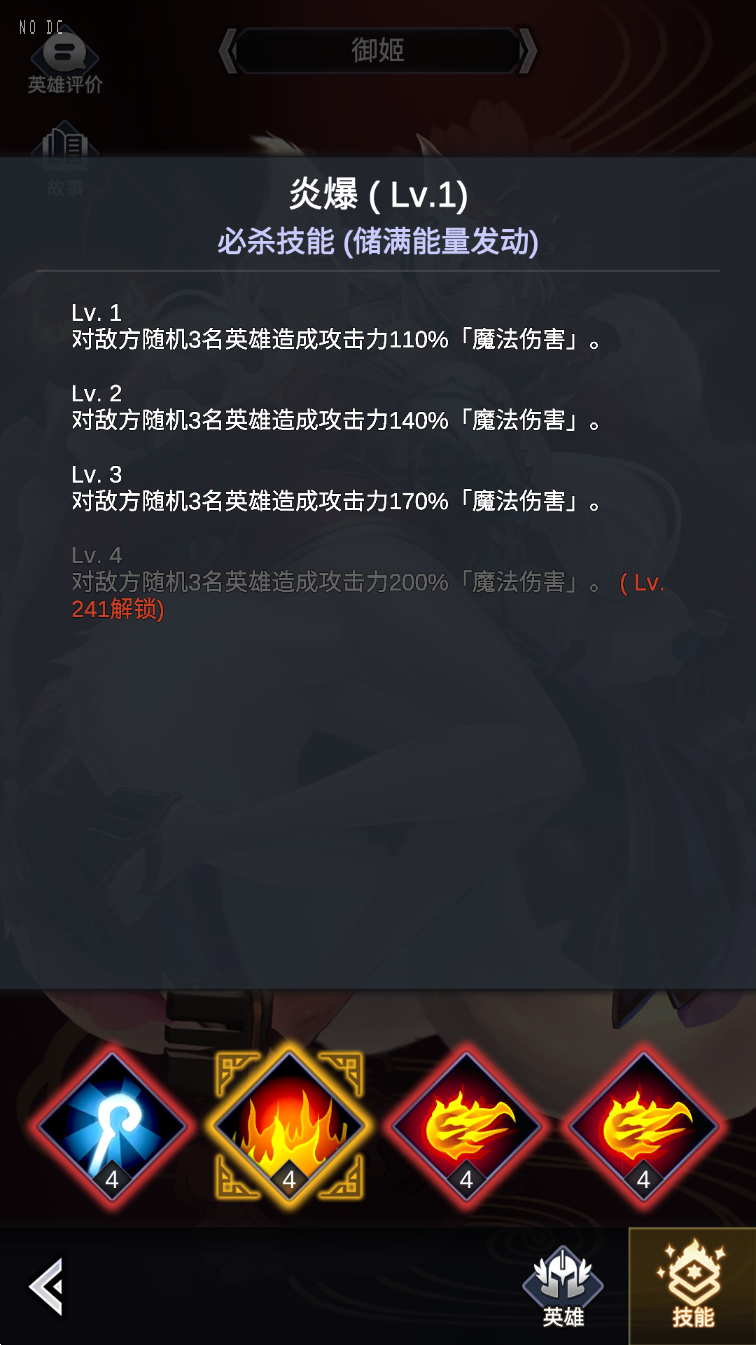 NO DC
御姬
英雄评价
故事
炎爆 ( Lv.1)
必杀技能 (储满能量发动)
Lv. 1
对敌方随机3名英雄造成攻击力110%「魔法伤害」。
Lv. 2
对敌方随机3名英雄造成攻击力140%「魔法伤害」。
Lv. 3
对敌方随机3名英雄造成攻击力170%「魔法伤害」。
Lv. 4
对敌方随机3名英雄造成攻击力200%「魔法伤害」。 ( Lv.
241解锁)
4
4
4
4
英雄
技能